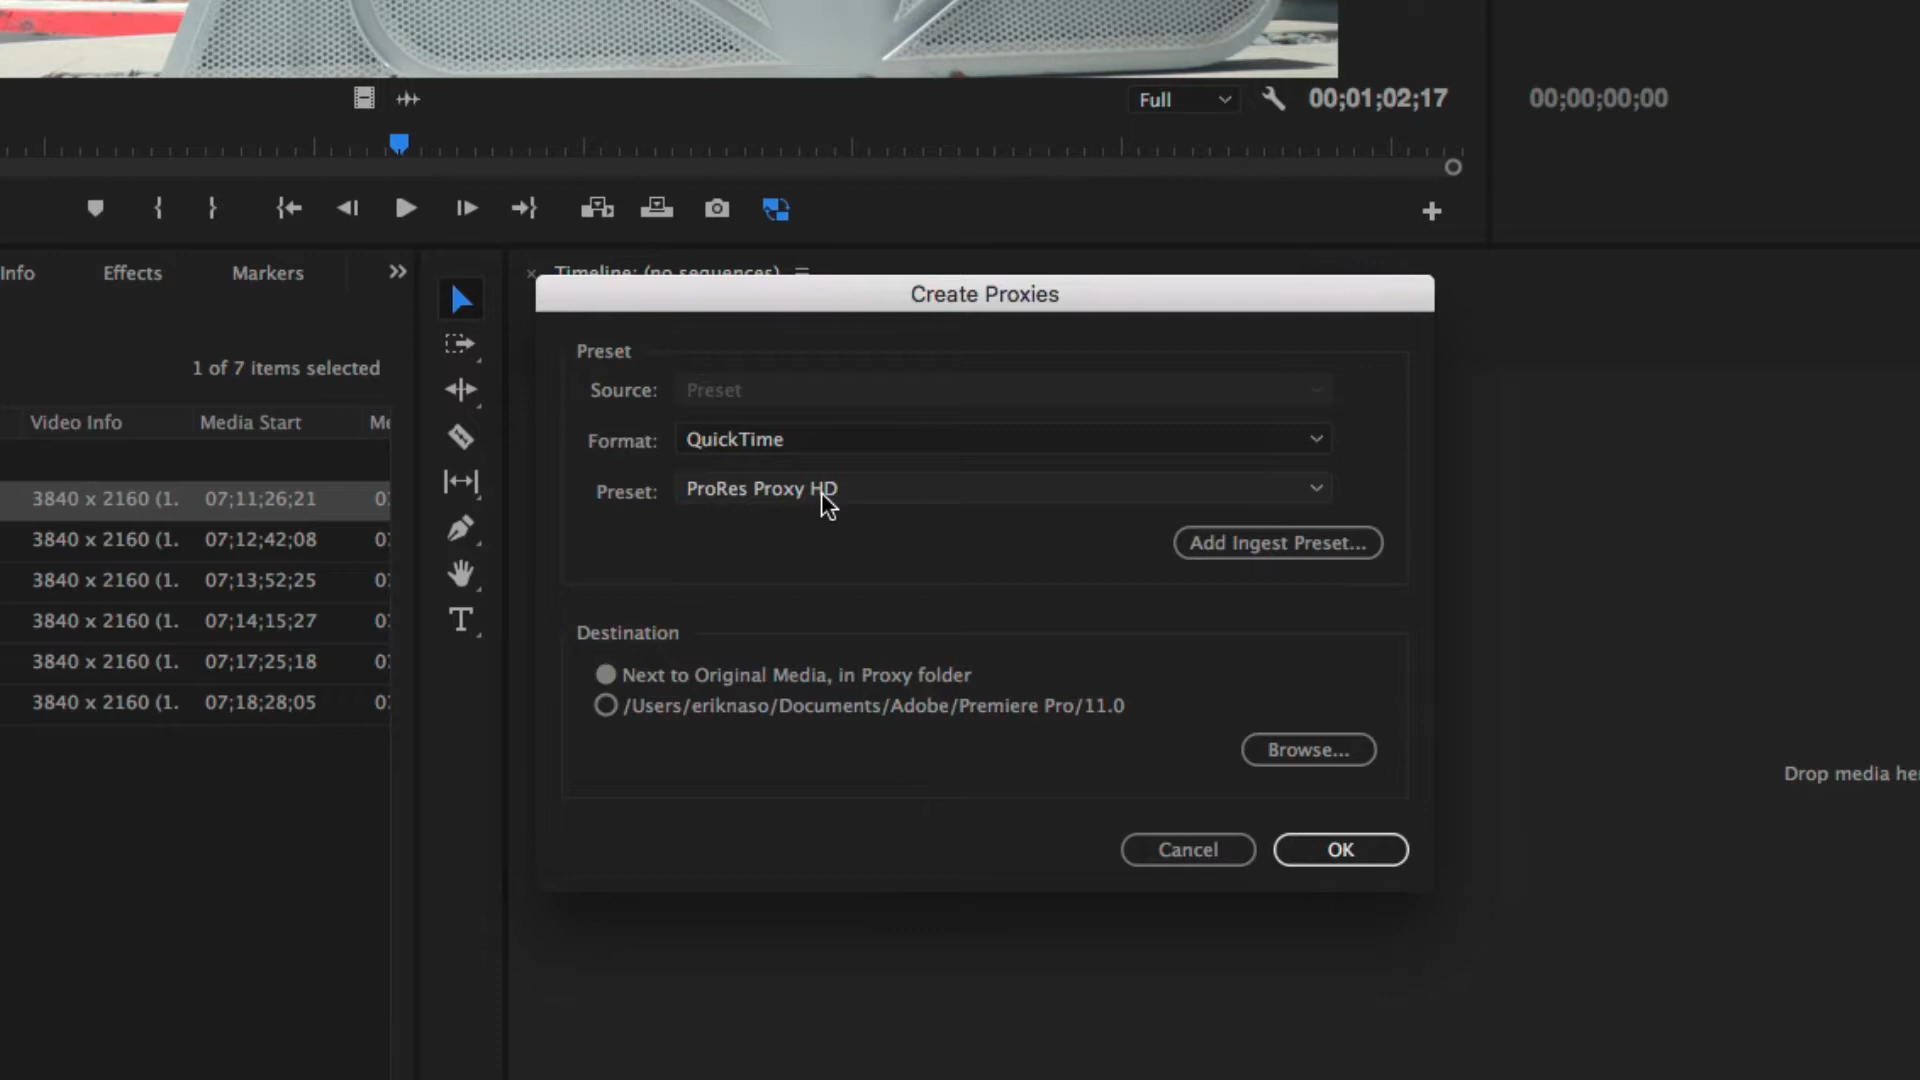 Full
00;01;02;17
00;00;00;00
Info
Effects
Markers
Timeline: (no sequences)
Create Proxies
1 of 7 items selected
Video Info
Media Start
3840 x 2160 (1.
07;11;26;21
3840 x 2160 (1.
07;12;42;08
3840 x 2160 (1.
07;13;52;25
3840 x 2160 (1.
07;14;15;27
3840 x 2160 (1.
07;17;25;18
3840 x 2160 (1.
07;18;28;05
Preset
Source: Preset
Format: QuickTime
Preset: ProRes Proxy HD
Add Ingest Preset...
Destination
Next to Original Media, in Proxy folder
/Users/eriknaso/Documents/Adobe/Premiere Pro/11.0
Browse...
Cancel
OK
Drop media